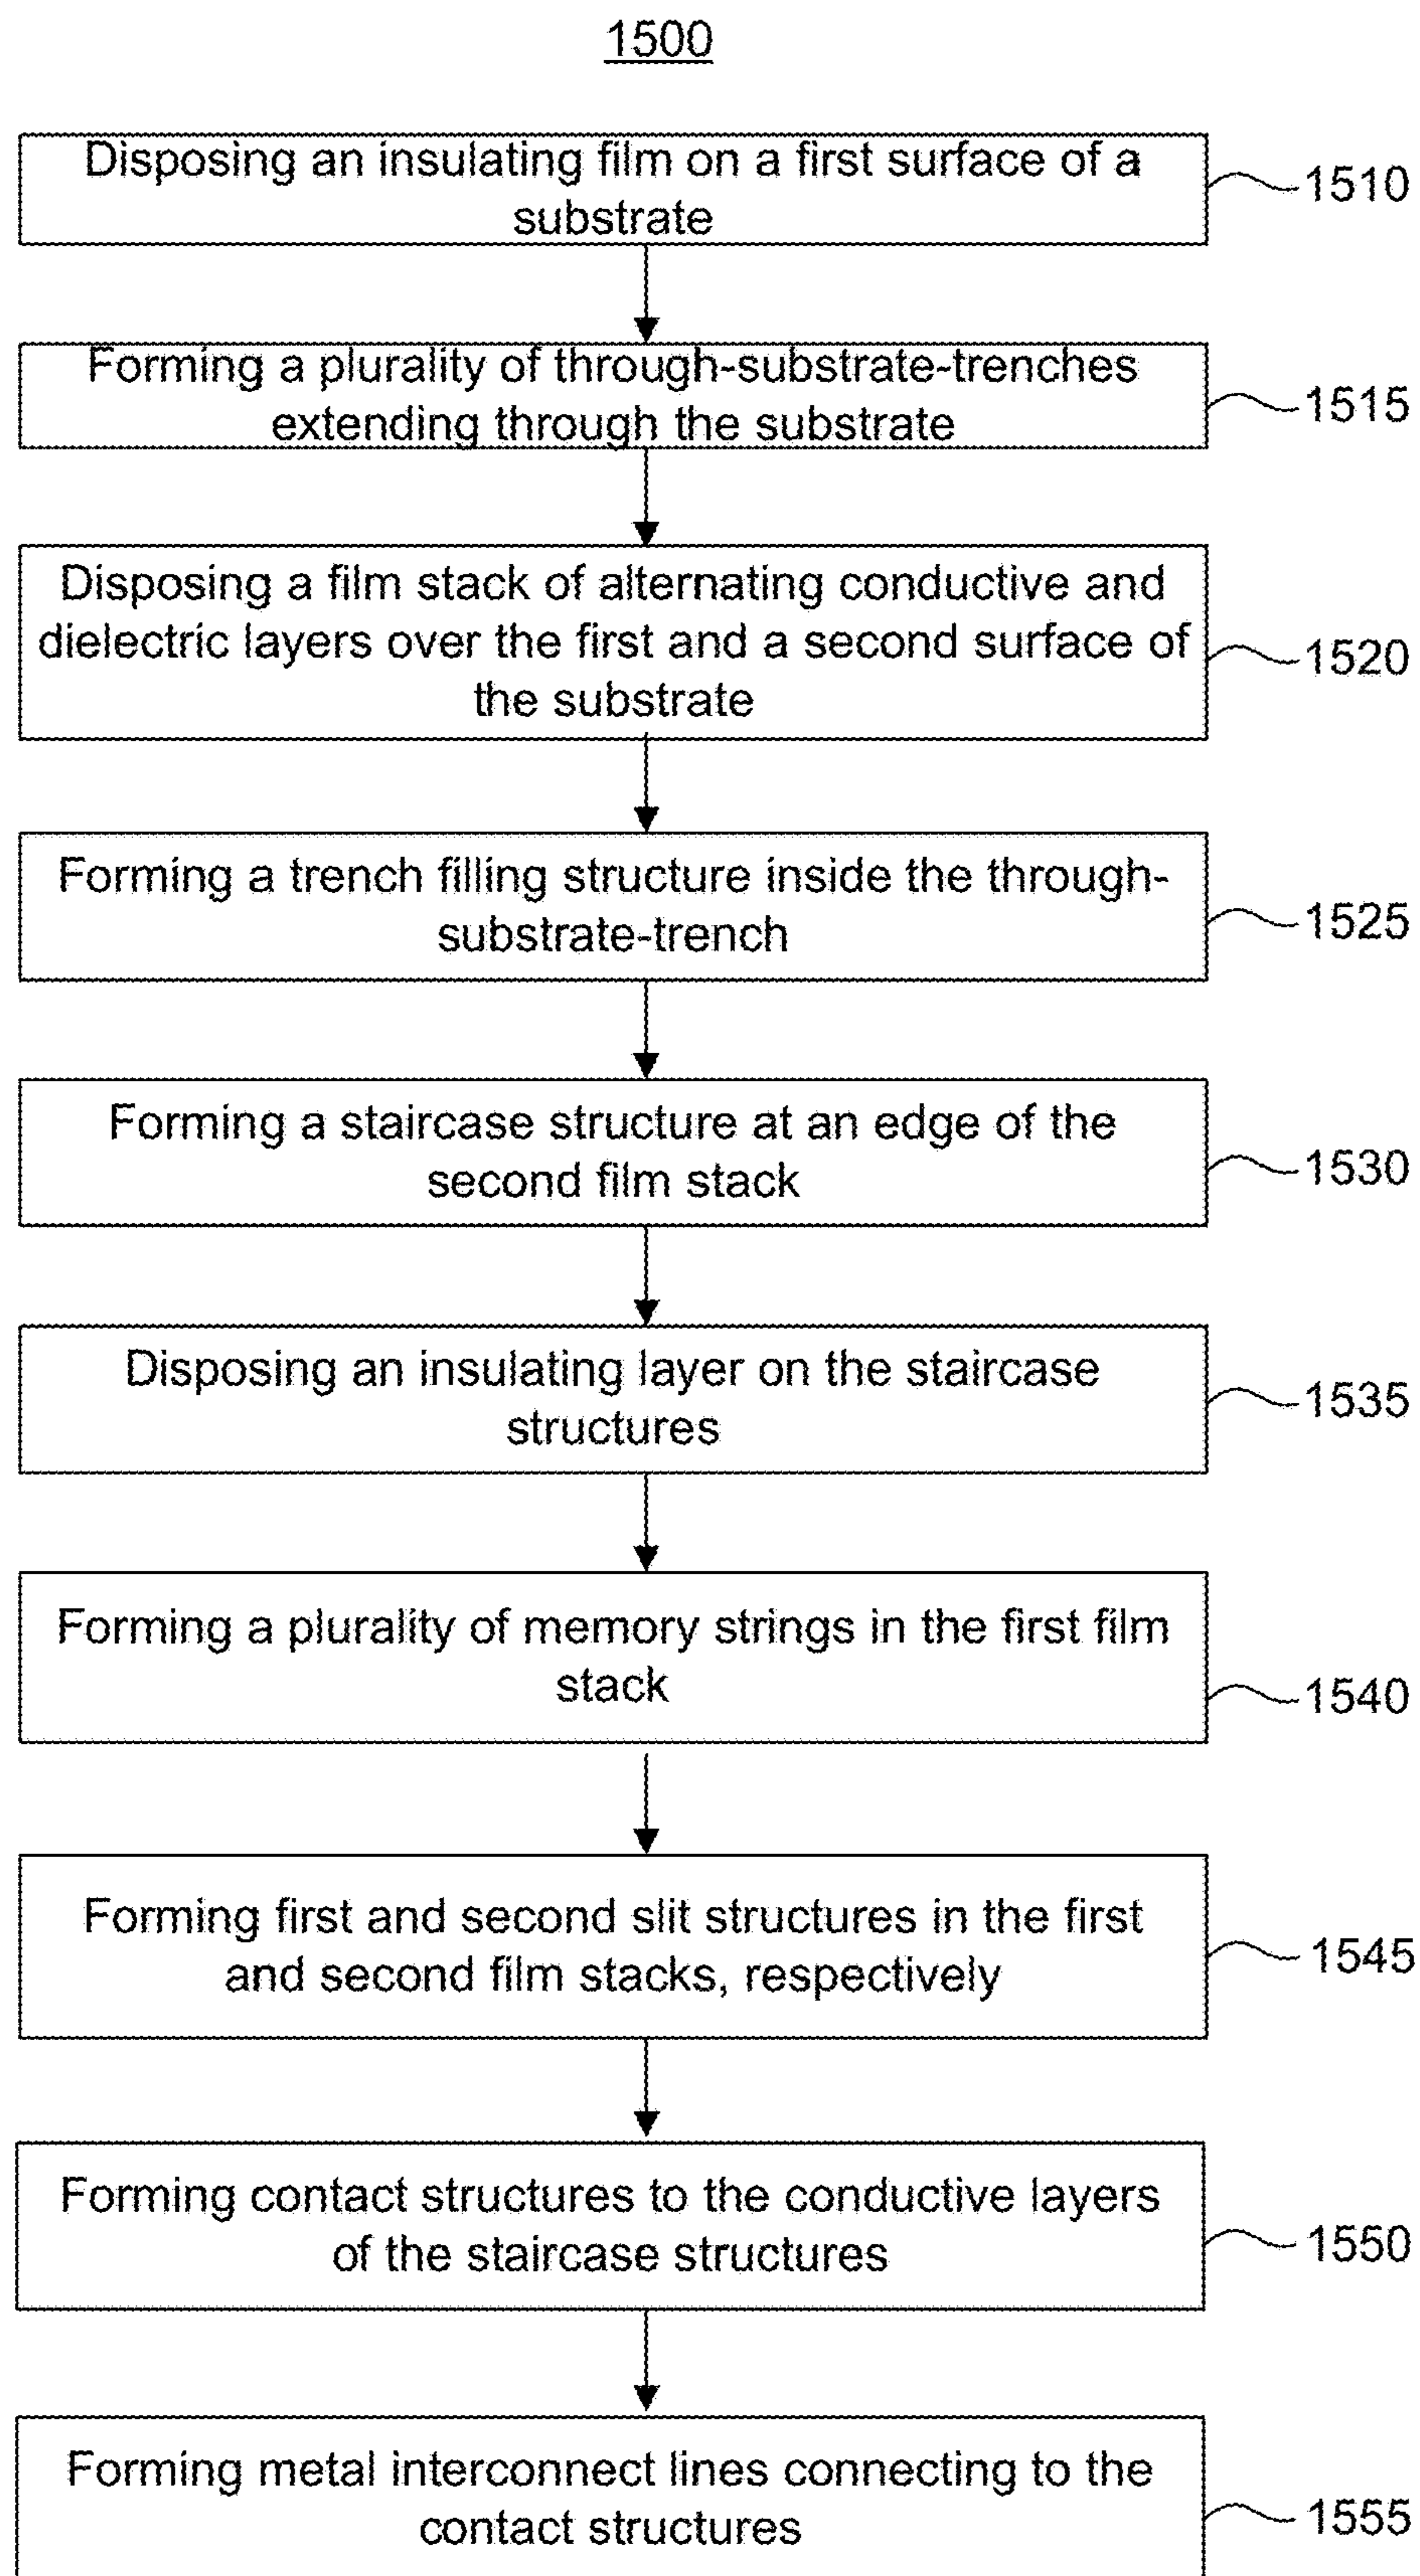 1500
Disposing an insulating film on a first surface of a
substrate
1510
Forming a plurality of through-substrate-trenches
extending through the substrate
1515
Disposing a film stack of alternating conductive and
dielectric layers over the first and a second surface of
the substrate
1520
Forming a trench filling structure inside the through-
substrate-trench
1525
Forming a staircase structure at an edge of the
second film stack
1530
Disposing an insulating layer on the staircase
structures
1535
Forming a plurality of memory strings in the first film
stack
1540
Forming first and second slit structures in the first
and second film stacks, respectively
1545
Forming contact structures to the conductive layers
of the staircase structures
1550
Forming metal interconnect lines connecting to the
contact structures
1555